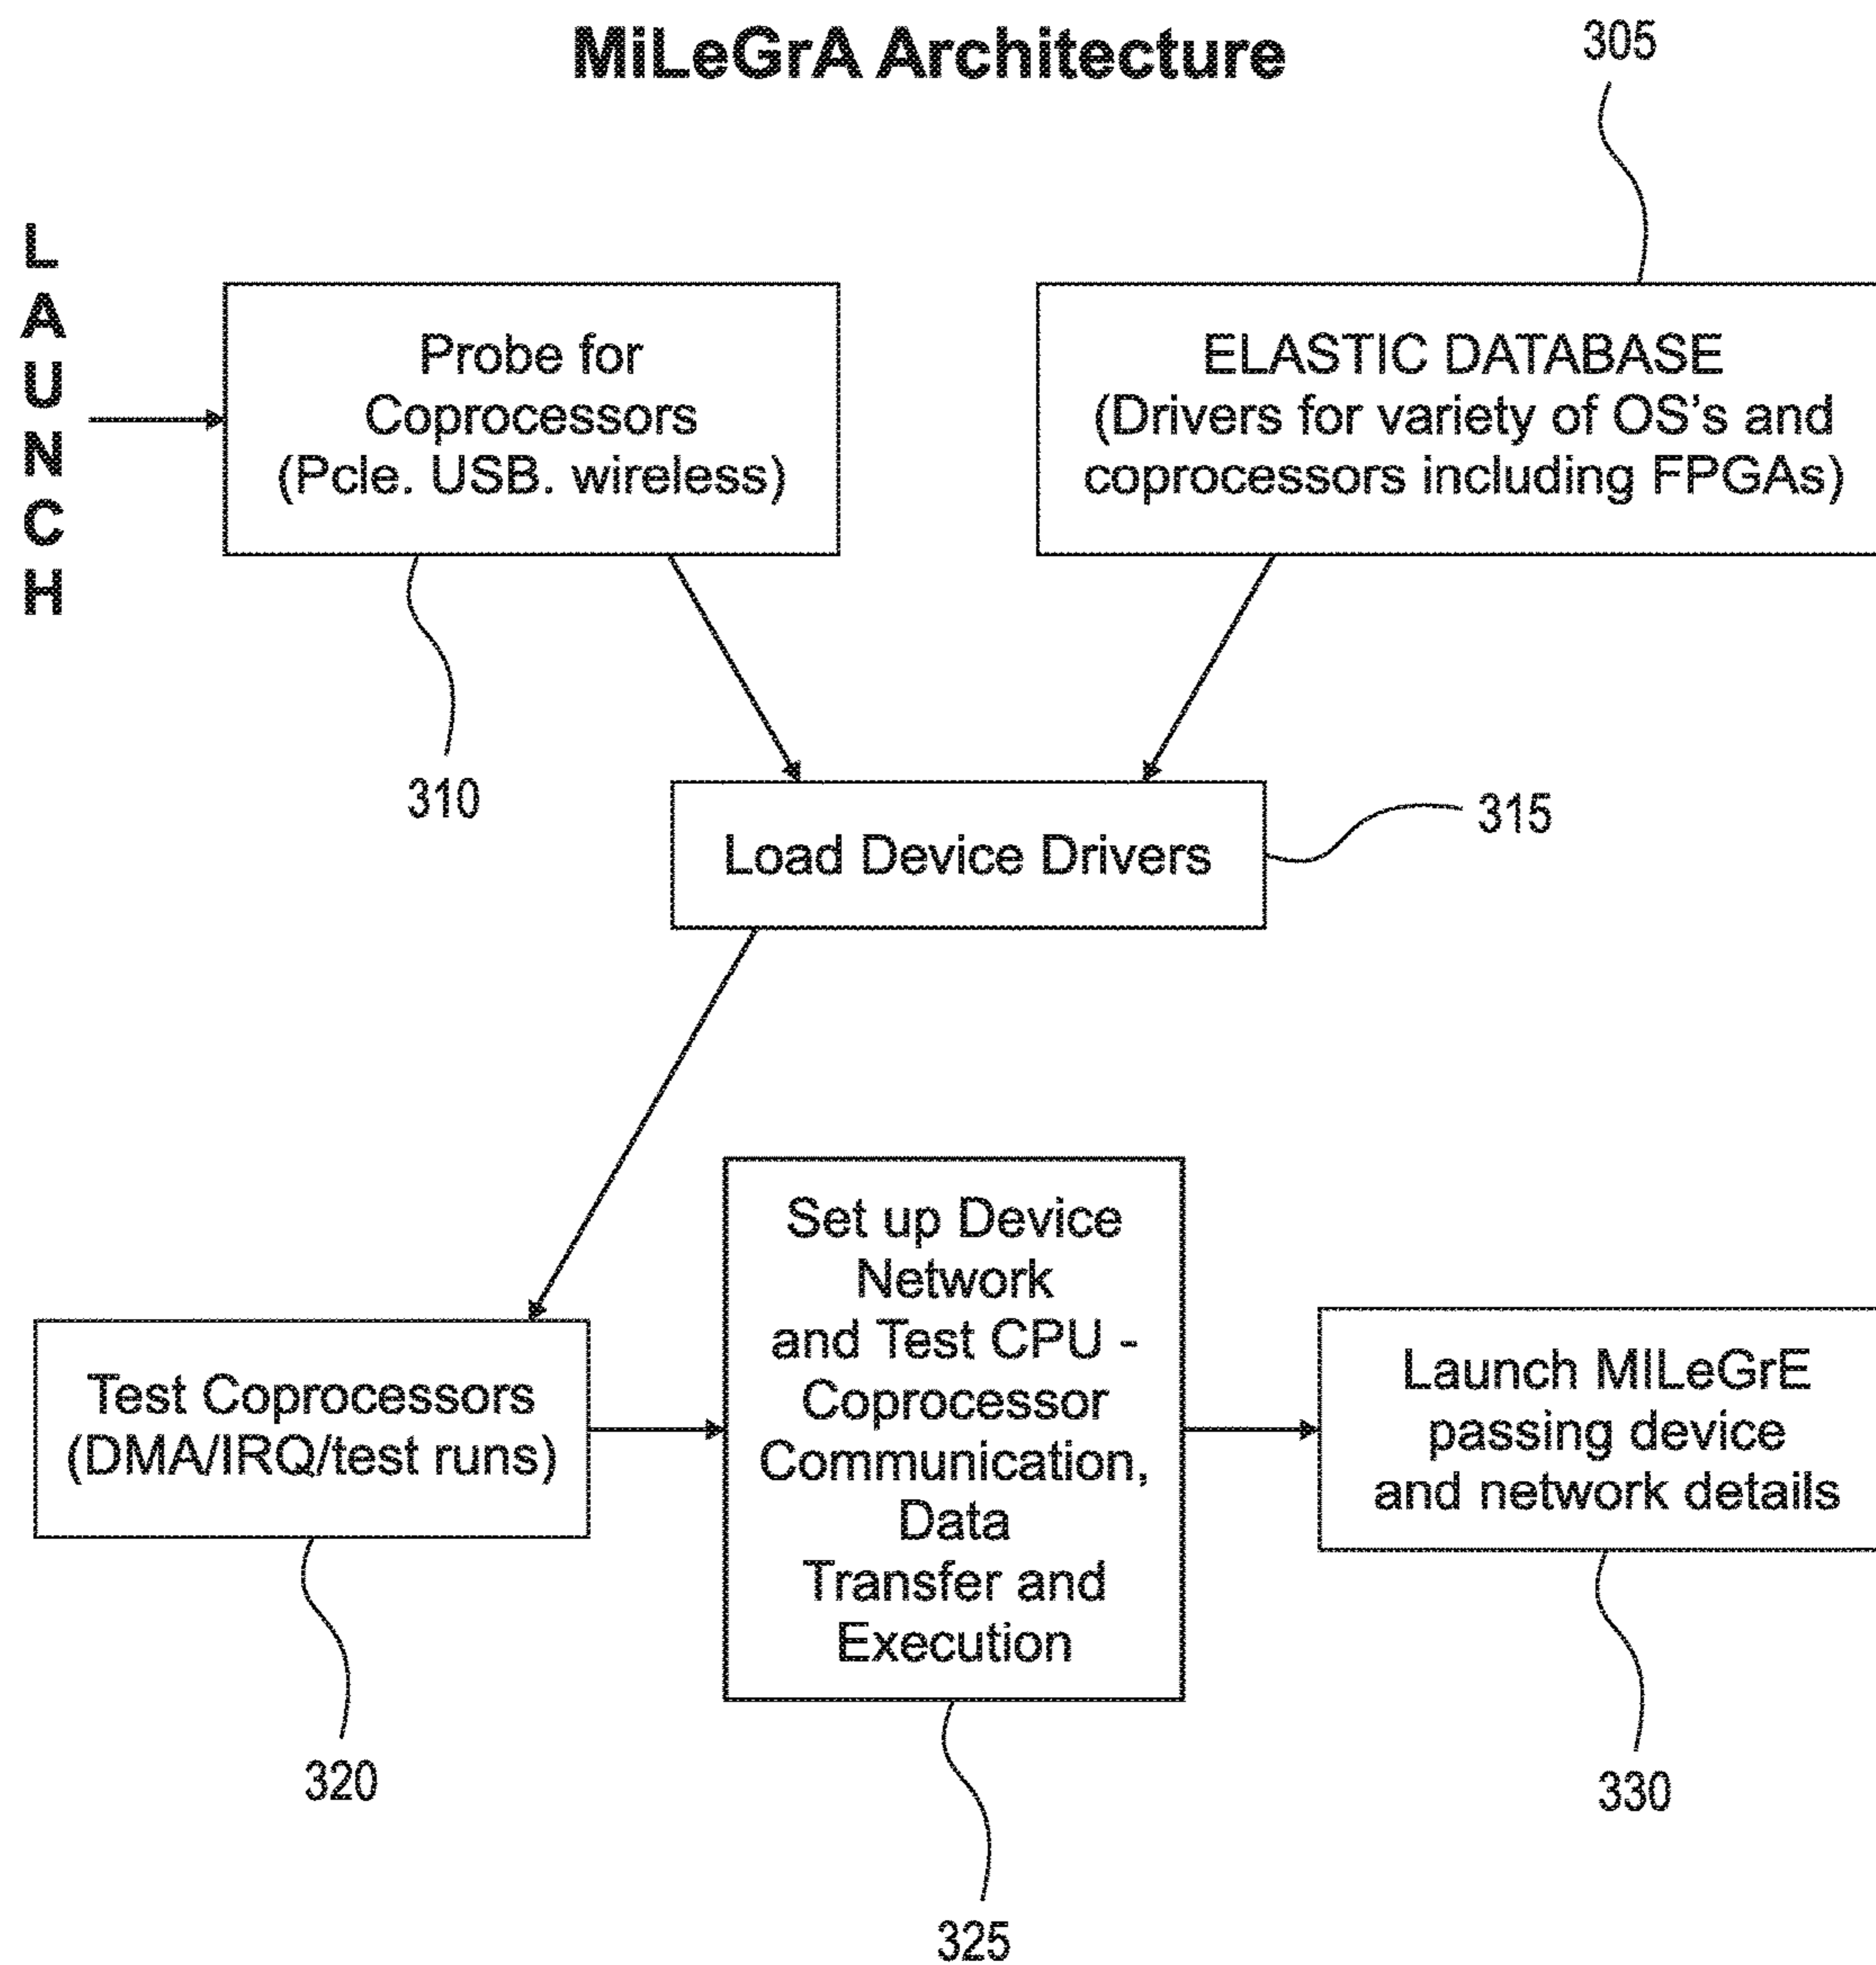 MiLeGrA Architecture
305
LAUNCH
Probe for
Coprocessors
(Pcle. USB. wireless)
ELASTIC DATABASE
(Drivers for variety of OS's and
coprocessors including FPGAs)
310
Load Device Drivers
315
Test Coprocessors
(DMA/IRQ/test runs)
Set up Device
Network
and Test CPU -
Coprocessor
Communication,
Data
Transfer and
Execution
Launch MILeGrE
passing device
and network details
320
325
330